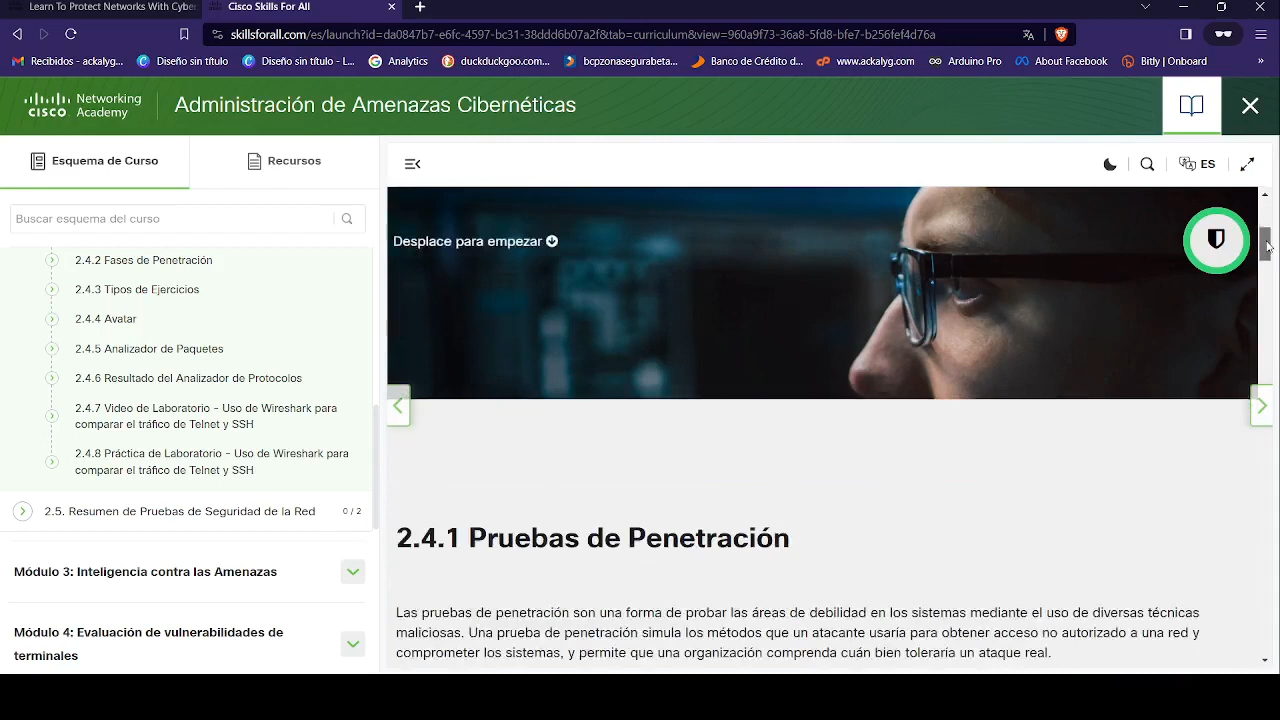 Learn To Protect Networks With Cyber
Cisco Skills For All
skillsforall.com/es/launch?id=da0847b7-e6fc-4597-bc31-38ddd6b07a2f&tab=curriculum&view=960a9f73-36a8-5fd8-bfe7-b256fef4d76a
Recibidos - ackalyg...
Diseño sin título
Diseño sin título - L...
Analytics
duckduckgoo.com...
bcpzonasegurabeta...
Banco de Crédito d...
www.ackalyg.com
Arduino Pro
About Facebook
Bitly | Onboard
cisco Networking Academy
Administración de Amenazas Cibernéticas
Esquema de Curso
Recursos
ES
Buscar esquema del curso
2.4.2 Fases de Penetración
2.4.3 Tipos de Ejercicios
2.4.4 Avatar
2.4.5 Analizador de Paquetes
2.4.6 Resultado del Analizador de Protocolos
2.4.7 Video de Laboratorio - Uso de Wireshark para
comparar el tráfico de Telnet y SSH
2.4.8 Práctica de Laboratorio - Uso de Wireshark para
comparar el tráfico de Telnet y SSH
2.5. Resumen de Pruebas de Seguridad de la Red 0 / 2
Módulo 3: Inteligencia contra las Amenazas
Módulo 4: Evaluación de vulnerabilidades de
terminales
Desplace para empezar
2.4.1 Pruebas de Penetración
Las pruebas de penetración son una forma de probar las áreas de debilidad en los sistemas mediante el uso de diversas técnicas
maliciosas. Una prueba de penetración simula los métodos que un atacante usaría para obtener acceso no autorizado a una red y
comprometer los sistemas, y permite que una organización comprenda cuán bien toleraría un ataque real.